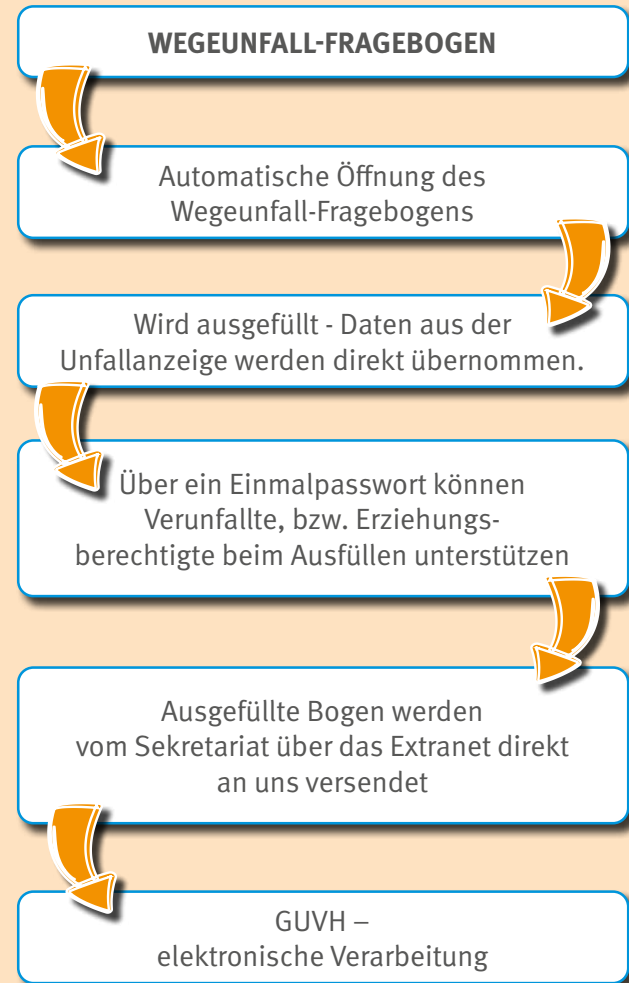 WEGEUNFALL-FRAGEBOGEN
Automatische Öffnung des
Wegeunfall-Fragebogens
Wird ausgefüllt - Daten aus der
Unfallanzeige werden direkt übernommen.
Über ein Einmalpasswort können
Verunfallte, bzw. Erziehungs-
berechtigte beim Ausfüllen unterstützen
Ausgefüllte Bogen werden
vom Sekretariat über das Extranet direkt
an uns versendet
GUVH –
elektronische Verarbeitung